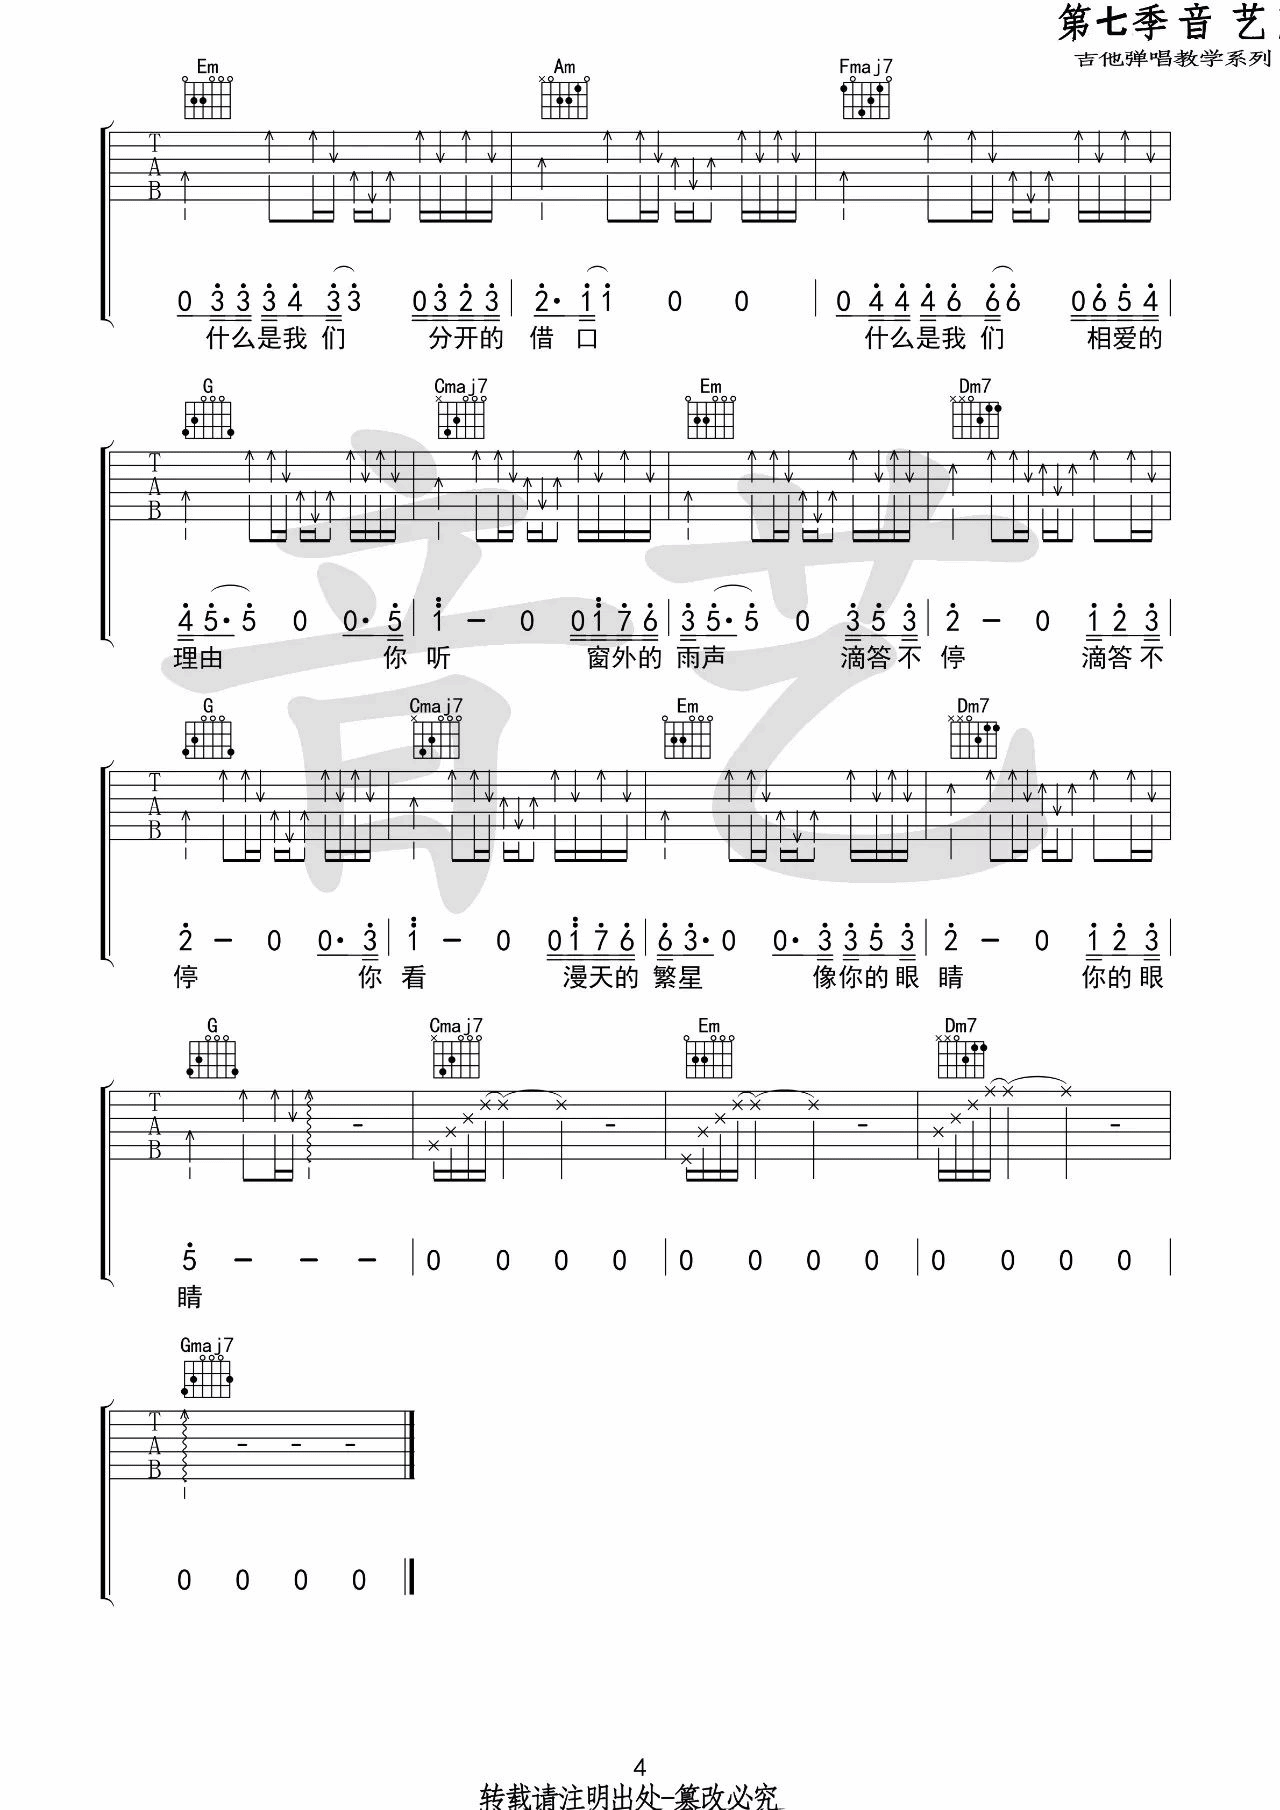 第七季音艺
吉他弹唱教学系列
Em Am Fmaj7
T
A
B
0 3 3 3 4 3 3 0 3 2 3 2· 1 1 0 0 0 4 4 4 6 6 6 0 6 5 4
什么是我们 分开的 借口 什么是我们 相爱的
G Cmaj7 Em Dm7
T
A
B
4 5· 5 0 0· 5 1 - 0 0 1 7 6 3 5· 5 0 3 5 3 2 - 0 1 2 3
理由 你 听 窗外的 雨声 滴答不 停 滴答不
G Cmaj7 Em Dm7
T
A
B
2 - 0 0· 3 1 - 0 0 1 7 6 6 3· 0 0· 3 3 5 3 2 - 0 1 2 3
停 你 看 漫天的 繁星 像你的眼 睛 你的眼
G Cmaj7 Em Dm7
T
A
B
5 - - - 0 0 0 0 0 0 0 0 0 0 0 0
睛
Gmaj7
T
A
B
0 0 0 0
音艺
4
转载请注明出处-篡改必究